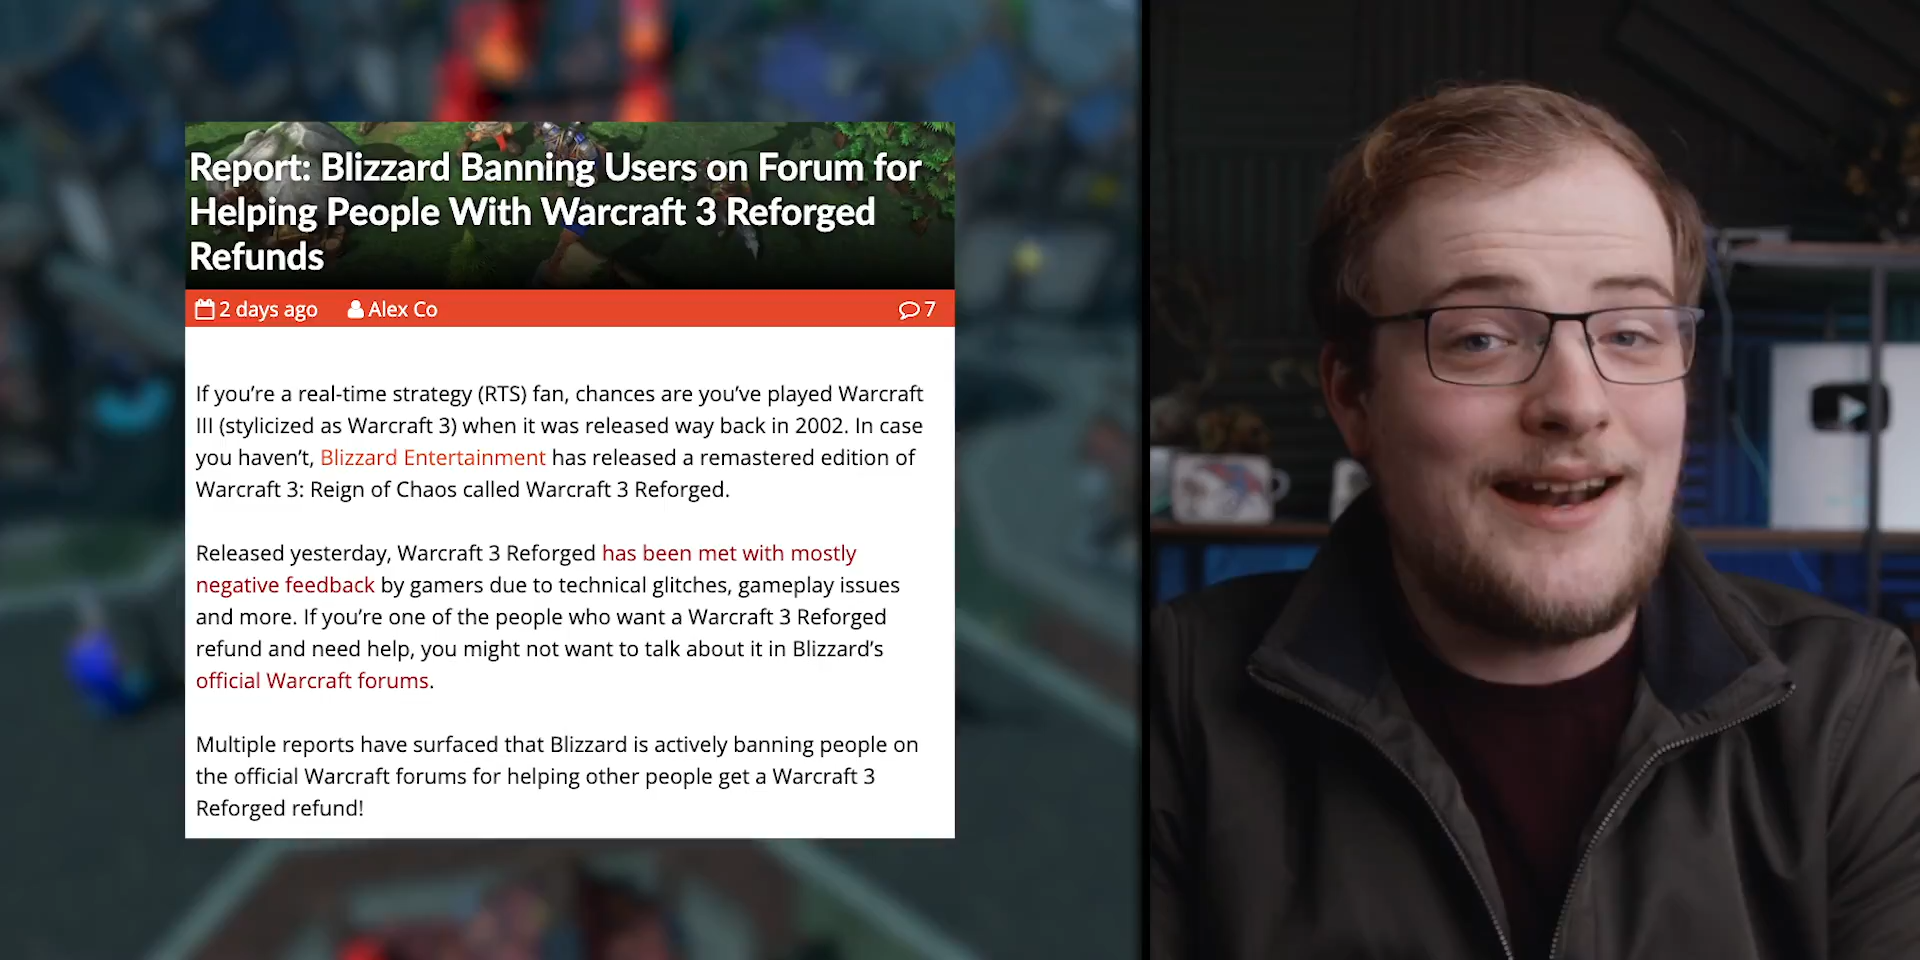 Report: Blizzard Banning Users on Forum for
Helping People With Warcraft 3 Reforged
Refunds
2 days ago Alex Co 7
If you're a real-time strategy (RTS) fan, chances are you've played Warcraft
III (stylicized as Warcraft 3) when it was released way back in 2002. In case
you haven't, Blizzard Entertainment has released a remastered edition of
Warcraft 3: Reign of Chaos called Warcraft 3 Reforged.
Released yesterday, Warcraft 3 Reforged has been met with mostly
negative feedback by gamers due to technical glitches, gameplay issues
and more. If you're one of the people who want a Warcraft 3 Reforged
refund and need help, you might not want to talk about it in Blizzard's
official Warcraft forums.
Multiple reports have surfaced that Blizzard is actively banning people on
the official Warcraft forums for helping other people get a Warcraft 3
Reforged refund!